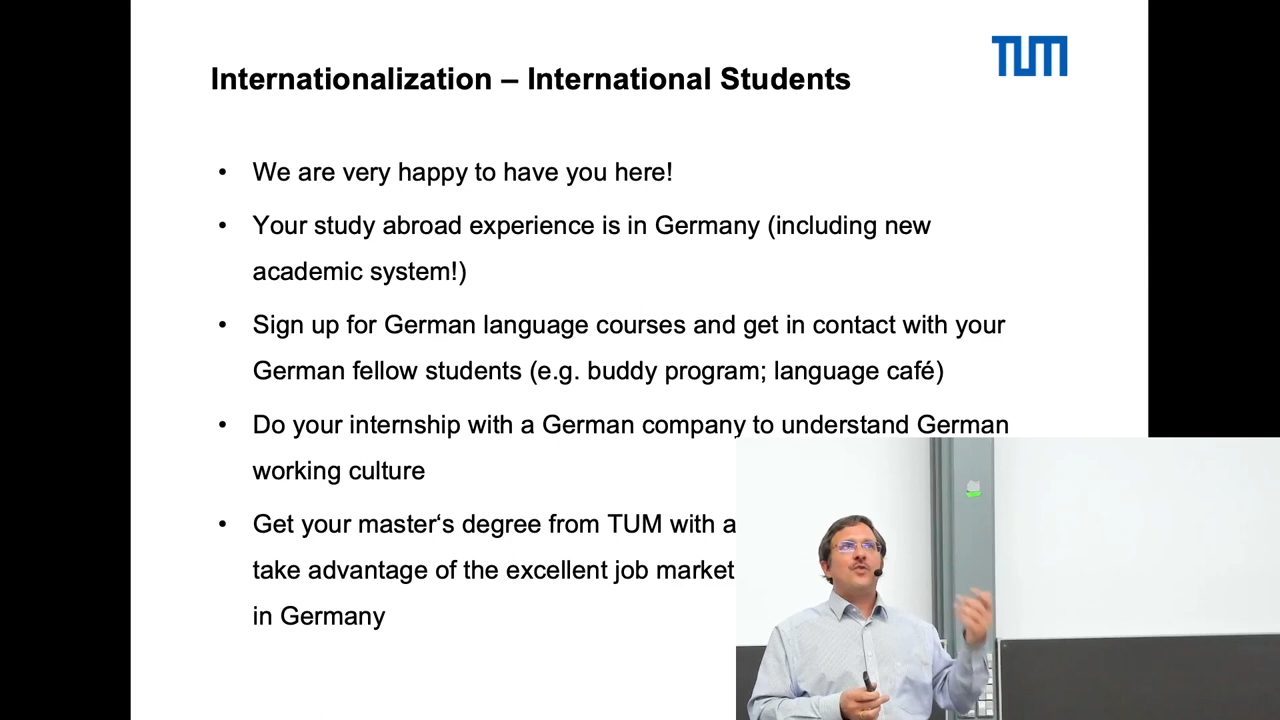 TUM
Internationalization – International Students
• We are very happy to have you here!
• Your study abroad experience is in Germany (including new
academic system!)
• Sign up for German language courses and get in contact with your
German fellow students (e.g. buddy program; language café)
• Do your internship with a German company to understand German
working culture
• Get your master‘s degree from TUM with a
take advantage of the excellent job market
in Germany